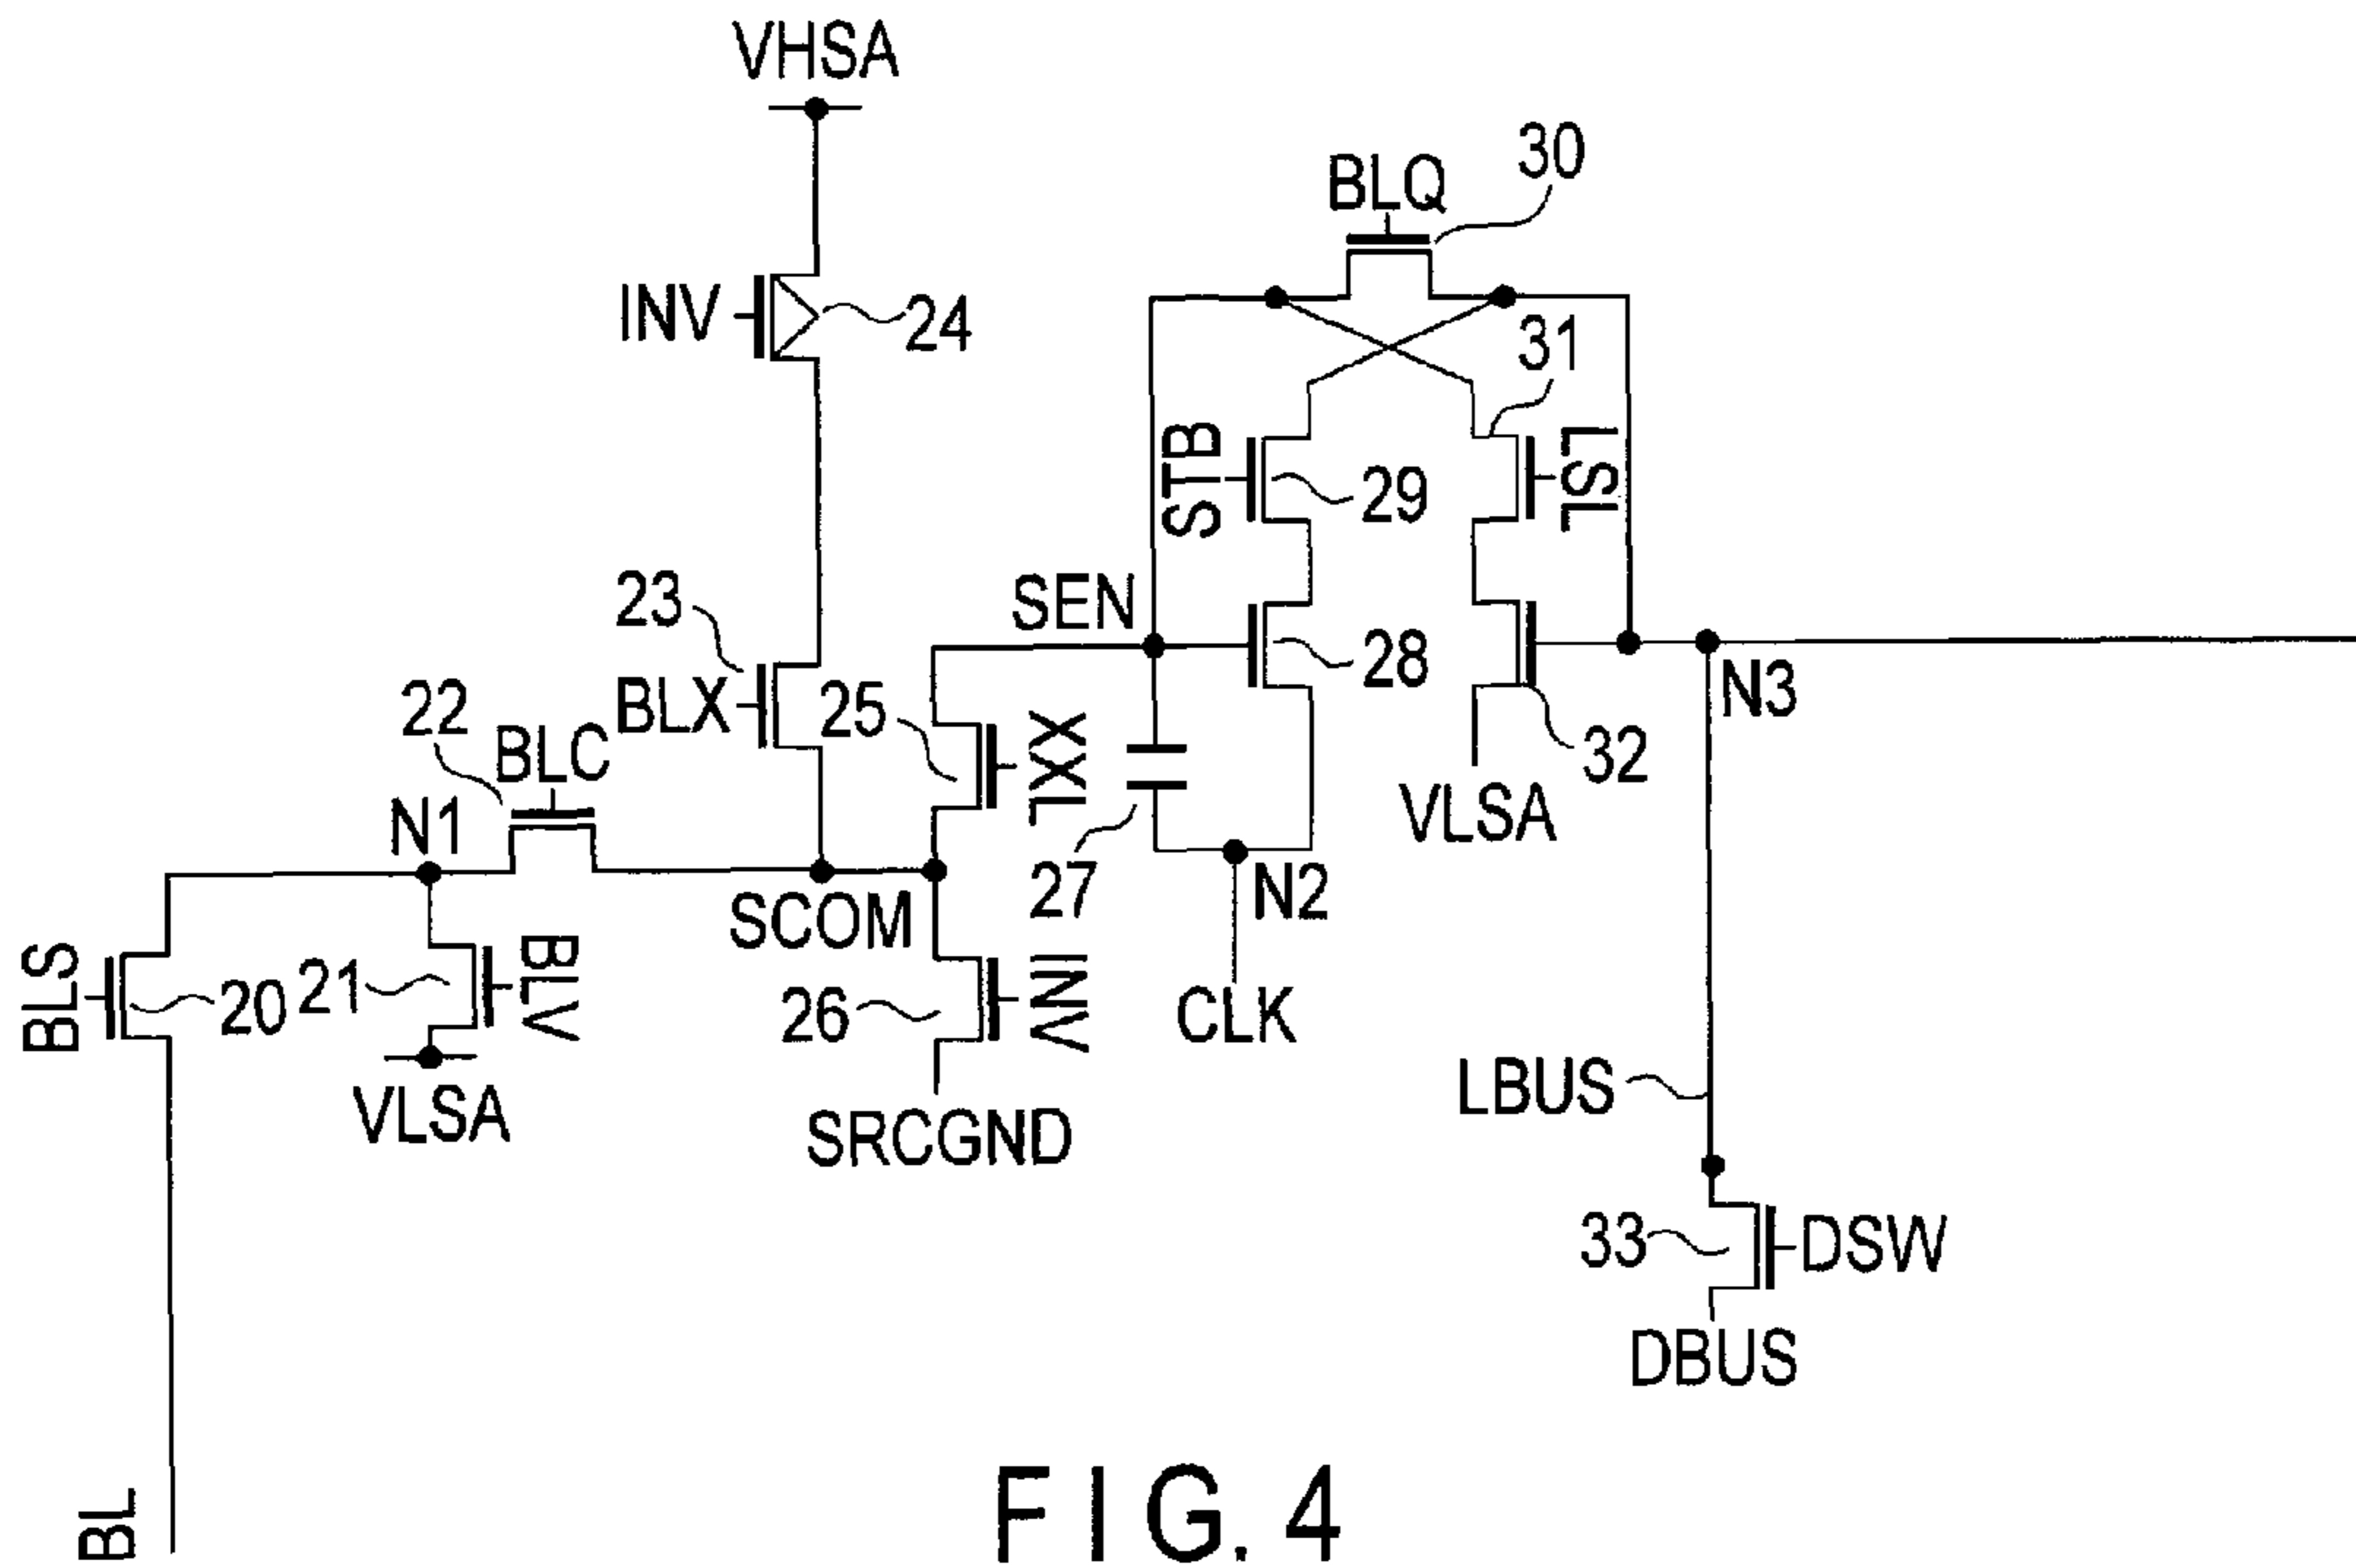 VHSA
30
BLQ
INV
24
31
STB
29
LSL
23
SEN
28
N3
22
BLX
25
XXL
BLC
32
N1
VLSA
27
N2
SCOM
BLS
20
21
BLV
26
INV
CLK
LBUS
VLSA
SRCGND
33
DSW
DBUS
BL
FIG. 4